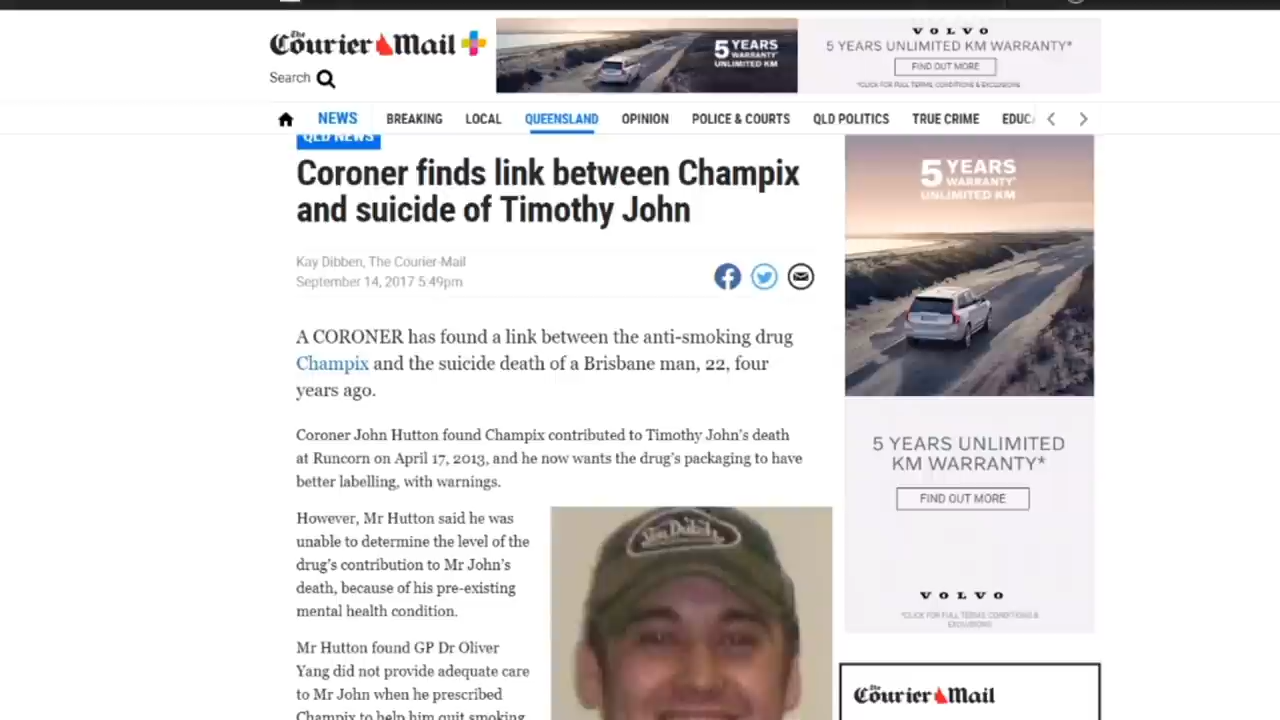 The Courier Mail
Search
5 YEARS
WARRANTY*
UNLIMITED KM
VOLVO
5 YEARS UNLIMITED KM WARRANTY*
FIND OUT MORE
*CLICK FOR FULL TERMS, CONDITIONS & EXCLUSIONS
NEWS BREAKING LOCAL QUEENSLAND OPINION POLICE & COURTS QLD POLITICS TRUE CRIME EDUC
QLD NEWS
Coroner finds link between Champix
and suicide of Timothy John
Kay Dibben, The Courier-Mail
September 14, 2017 5:49pm
A CORONER has found a link between the anti-smoking drug
Champix and the suicide death of a Brisbane man, 22, four
years ago.
Coroner John Hutton found Champix contributed to Timothy John's death
at Runcorn on April 17, 2013, and he now wants the drug's packaging to have
better labelling, with warnings.
However, Mr Hutton said he was
unable to determine the level of the
drug's contribution to Mr John's
death, because of his pre-existing
mental health condition.
Mr Hutton found GP Dr Oliver
Yang did not provide adequate care
to Mr John when he prescribed
Champix to help him quit smoking
5 YEARS
WARRANTY*
UNLIMITED KM
5 YEARS UNLIMITED
KM WARRANTY*
FIND OUT MORE
VOLVO
*CLICK FOR FULL TERMS, CONDITIONS &
EXCLUSIONS
The Courier Mail